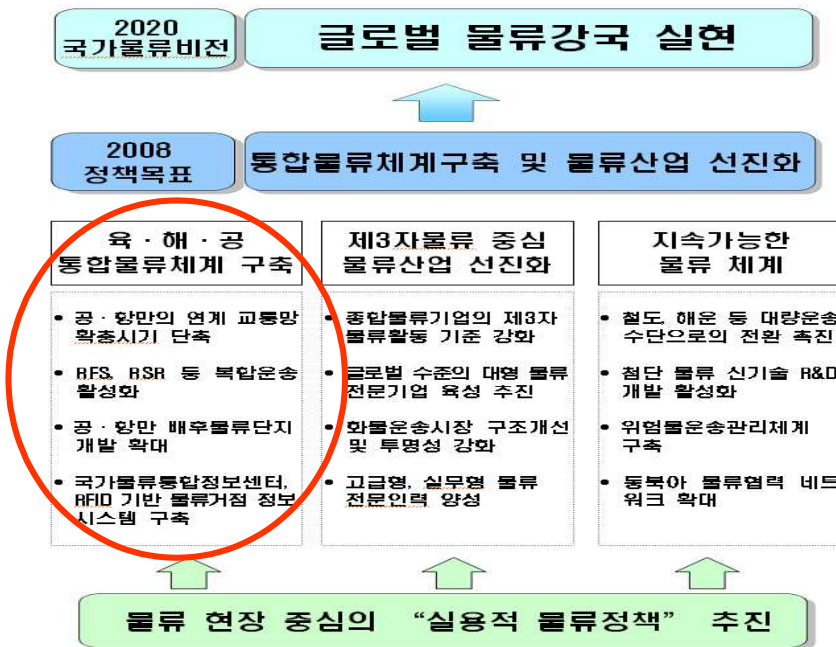 2020
국가물류비전
글로벌 물류강국 실현
2008
정책목표
통합물류체계구축 및 물류산업 선진화
육·해·공
통합물류체계 구축
• 공·항만의 연계 교통망
확충시기 단축
• RFS, RSR 등 복합운송
활성화
• 공·항만 배후물류단지
개발 확대
• 국가물류통합정보센터,
RFID 기반 물류거점 정보
시스템 구축
제3자물류 중심
물류산업 선진화
• 종합물류기업의 제3자
물류활동 기준 강화
• 글로벌 수준의 대형 물류
전문기업 육성 추진
• 화물운송시장 구조개선
및 투명성 강화
• 고급형, 실무형 물류
전문인력 양성
지속가능한
물류 체계
• 철도, 해운 등 대량운송
수단으로의 전환 촉진
• 첨단 물류 신기술 R&D
개발 활성화
• 위험물운송관리체계
구축
• 동북아 물류협력 네트
워크 확대
물류 현장 중심의 “실용적 물류정책” 추진